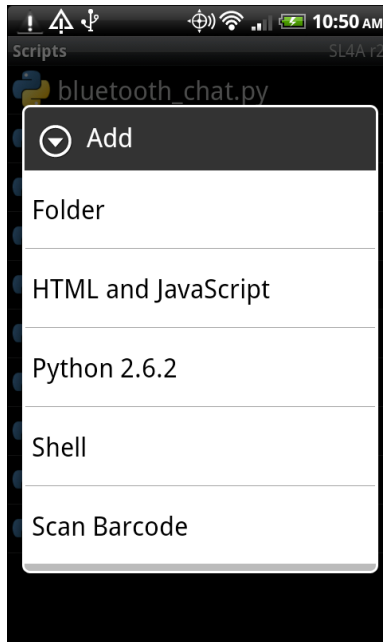 10:50 AM
Scripts SL4A r2
bluetooth_chat.py
Add
Folder
HTML and JavaScript
Python 2.6.2
Shell
Scan Barcode